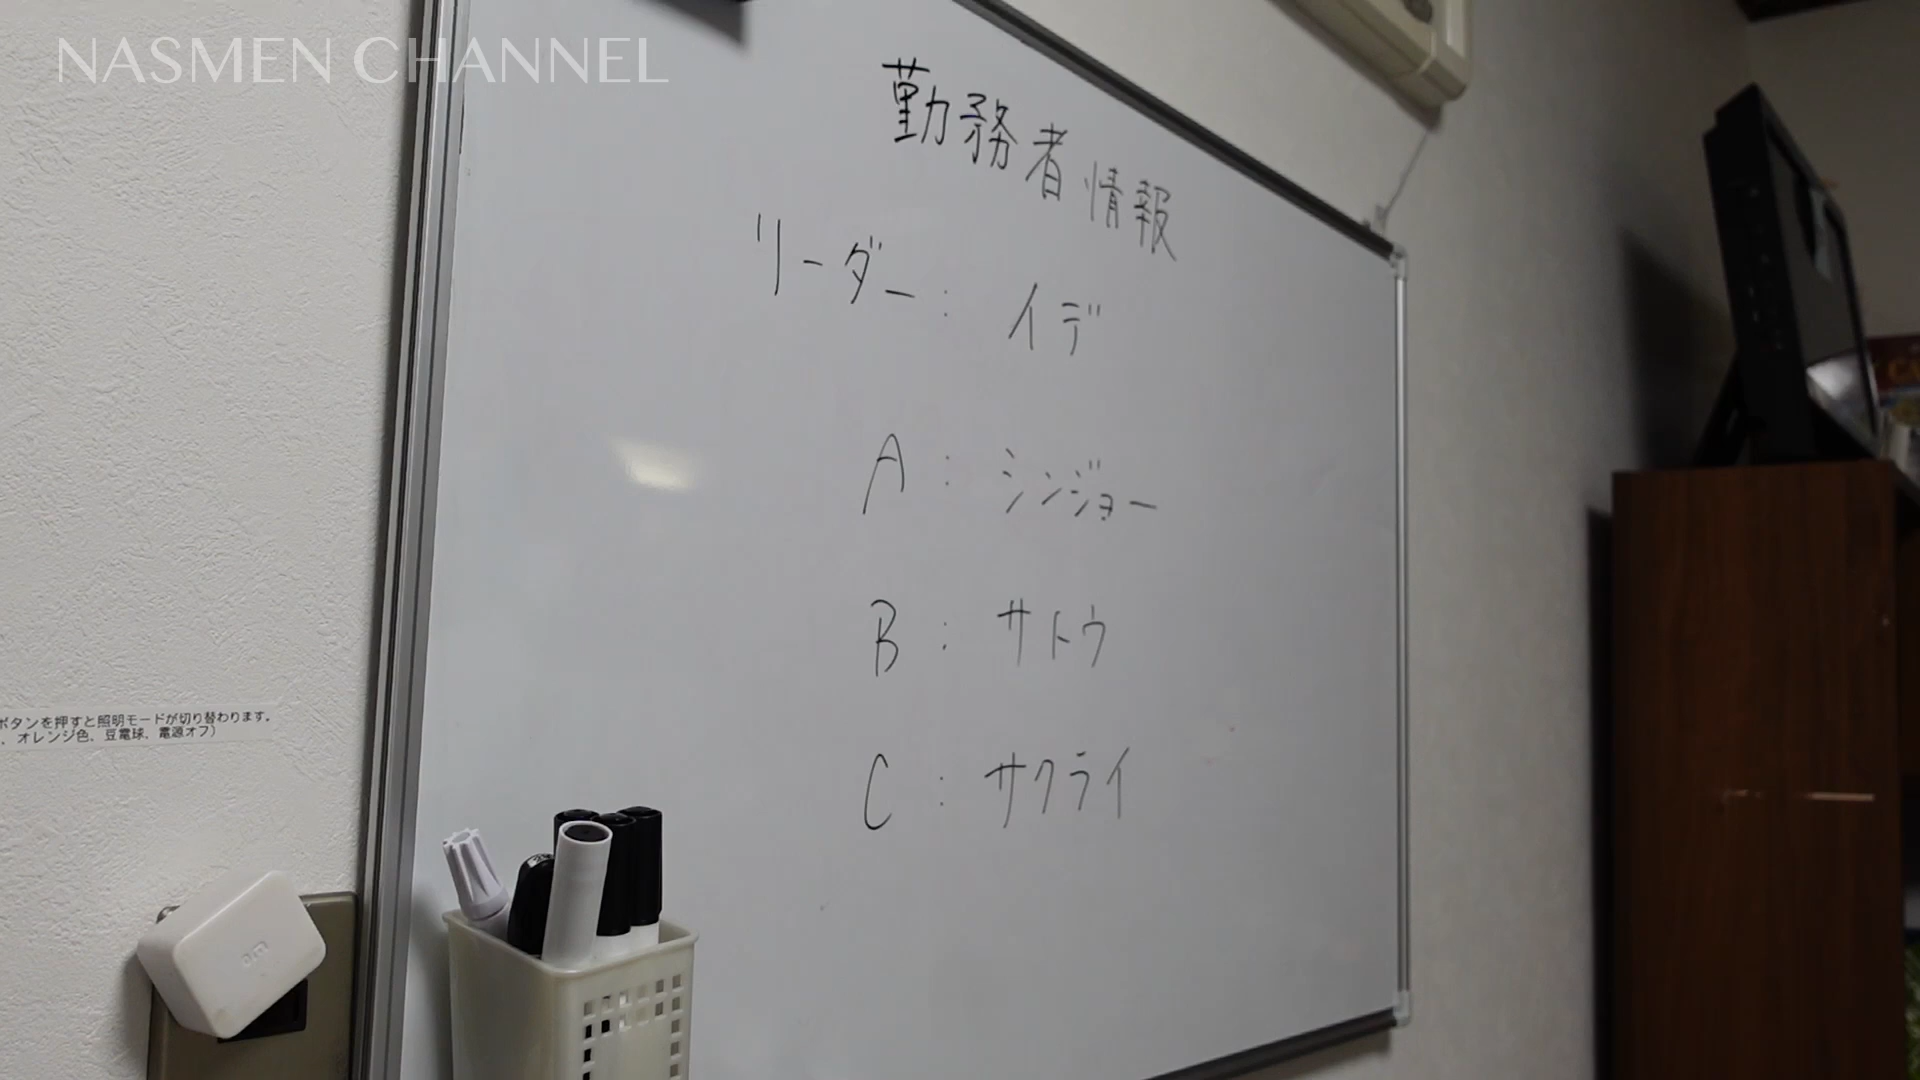 NASMEN CHANNEL
勤務者情報
リーダー: イデ
A: シンジョー
B: サトウ
C: サクライ
ボタンを押すと照明モードが切り替わります。
、オレンジ色、豆電球、電源オフ)